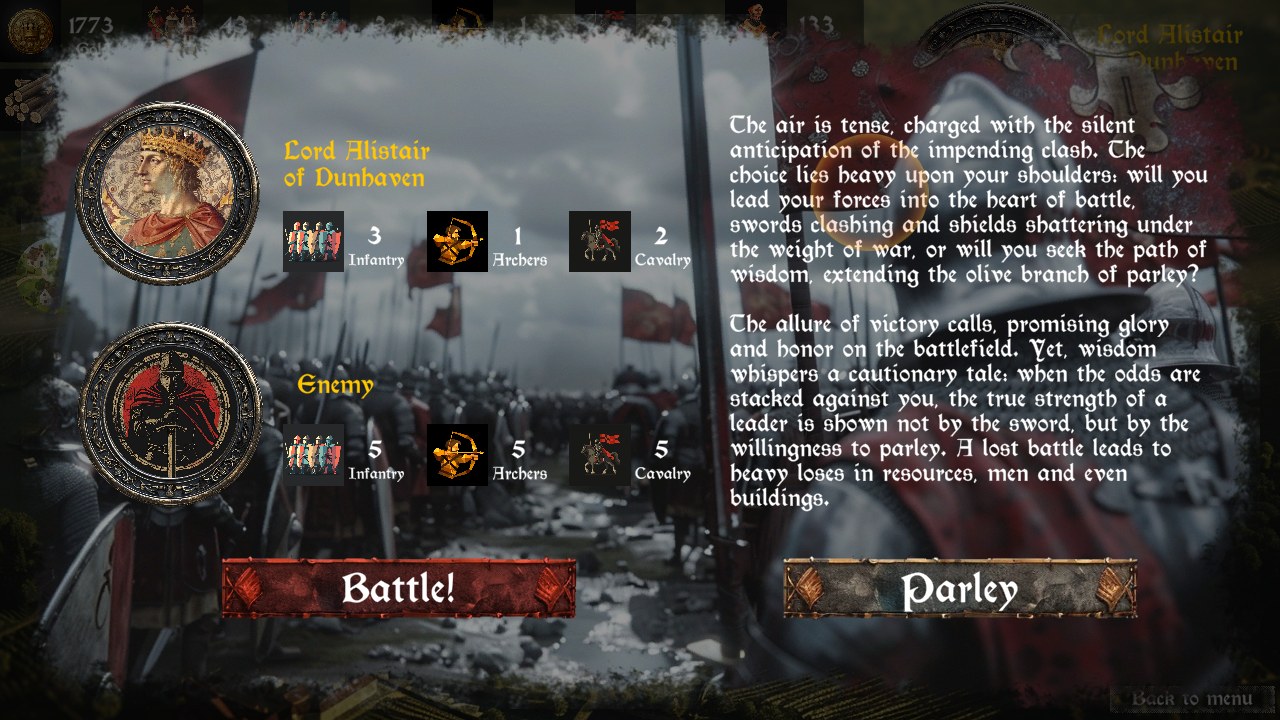 1773
43
133
Lord Alistair
Dunhaven
Lord Alistair
of Dunhaven
3
Infantry
1
Archers
2
Cavalry
Enemy
5
Infantry
5
Archers
5
Cavalry
Battle!
The air is tense, charged with the silent
anticipation of the impending clash. The
choice lies heavy upon your shoulders: will you
lead your forces into the heart of battle,
swords clashing and shields shattering under
the weight of war, or will you seek the path of
wisdom, extending the olive branch of parley?
The allure of victory calls, promising glory
and honor on the battlefield. Yet, wisdom
whispers a cautionary tale: when the odds are
stacked against you, the true strength of a
leader is shown not by the sword, but by the
willingness to parley. A lost battle leads to
heavy loses in resources, men and even
buildings.
Parley
Back to menu